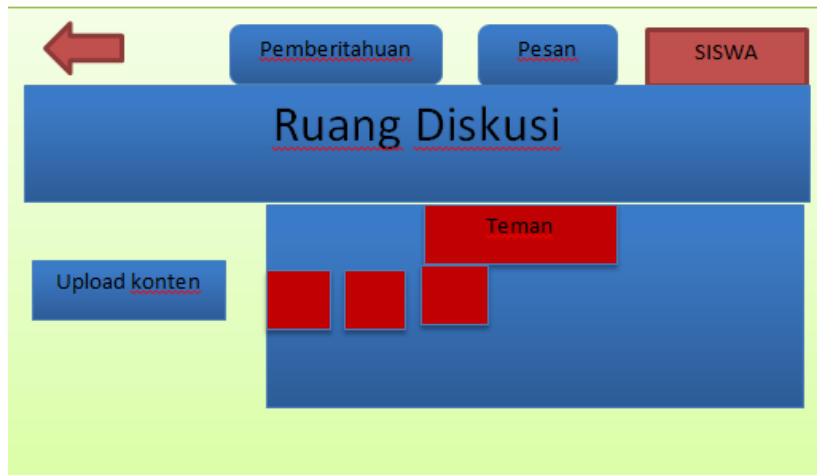 Pemberitahuan
Pesan
SISWA
Ruang Diskusi
Teman
Upload konten